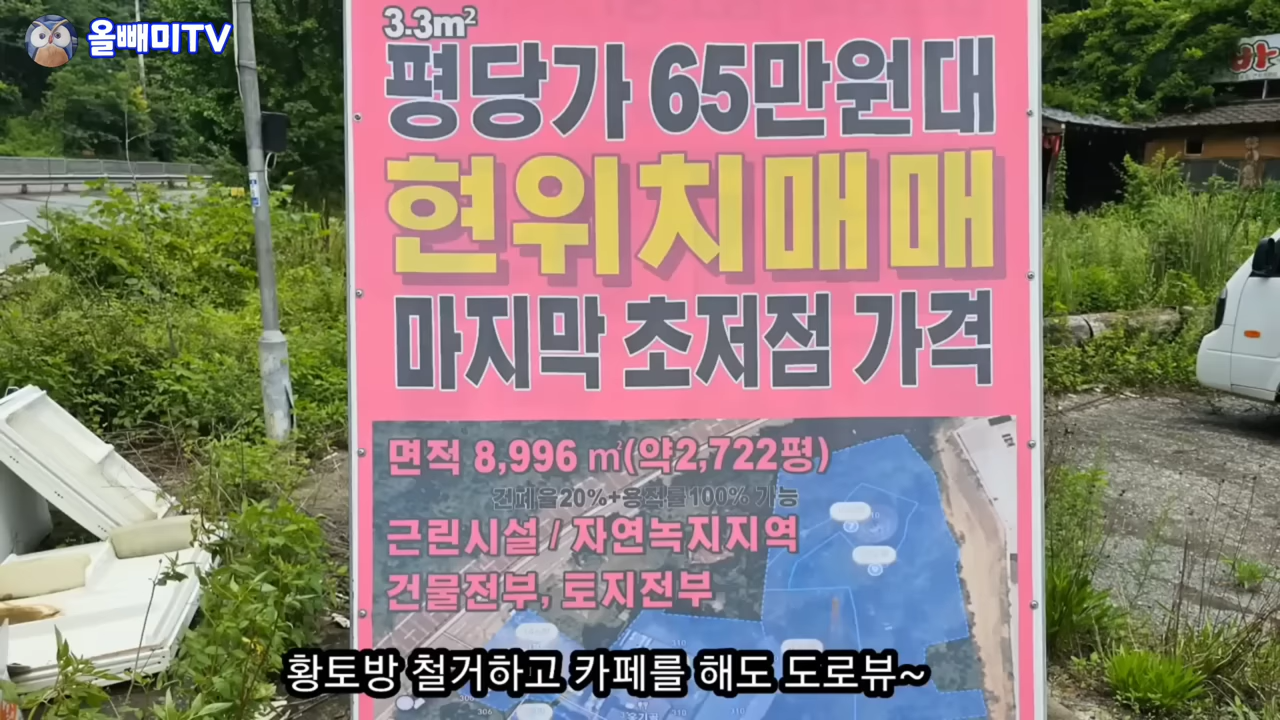 올빼미TV
3.3m²
평당가 65만원대
현위치매매
마지막 초저점 가격
면적 8,996 ㎡(약2,722평)
건폐율20%+용적률100% 가능
근린시설 / 자연녹지지역
건물전부, 토지전부
310
306
310
황토방 철거하고 카페를 해도 도로뷰~